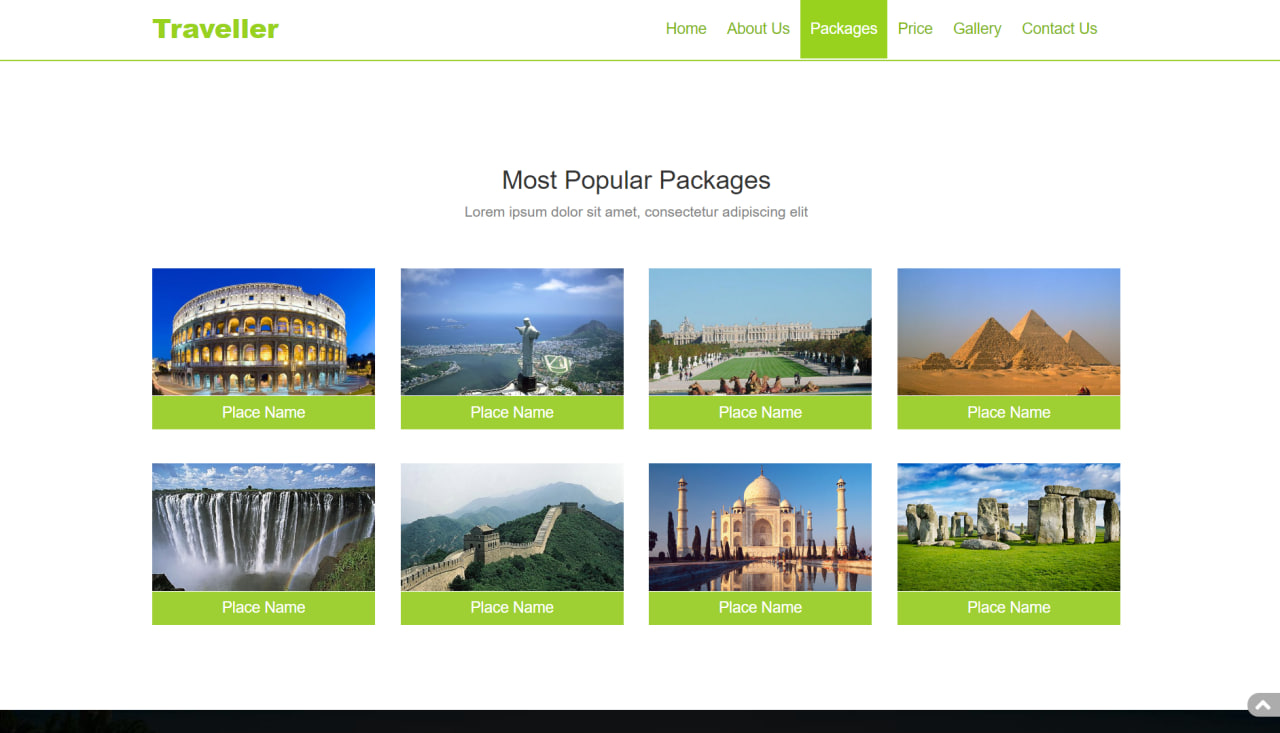 Traveller
Home About Us Packages Price Gallery Contact Us
Most Popular Packages
Lorem ipsum dolor sit amet, consectetur adipiscing elit
Place Name Place Name Place Name Place Name
Place Name Place Name Place Name Place Name